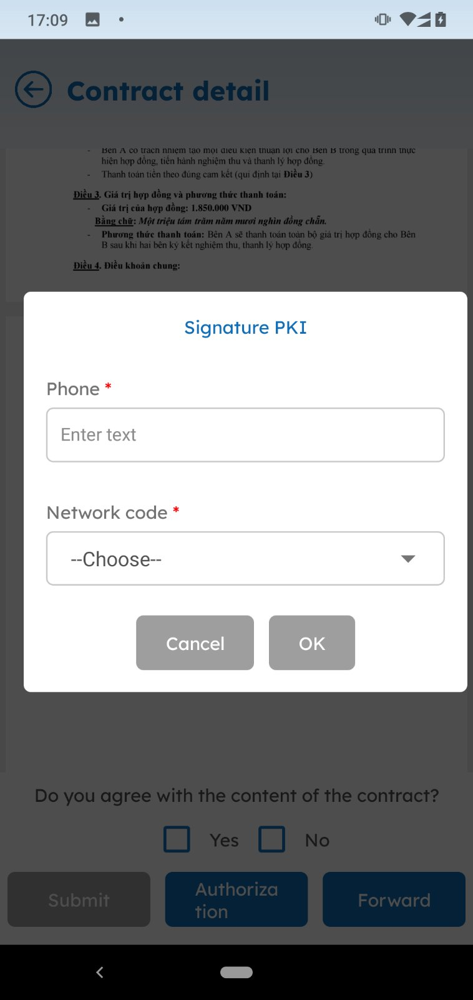 17:09
Contract detail
- Bên A có trách nhiệm tạo mọi điều kiện thuận lợi cho Bên B trong quá trình thực
hiện hợp đồng, tiến hành nghiệm thu và thanh lý hợp đồng.
- Thanh toán tiền theo đúng cam kết (qui định tại Điều 3)
Điều 3. Giá trị hợp đồng và phương thức thanh toán:
- Giá trị của hợp đồng: 1.850.000 VND
Bằng chữ: Một triệu tám trăm năm mươi nghìn đồng chẵn.
- Phương thức thanh toán: Bên A sẽ thanh toán toàn bộ giá trị hợp đồng cho Bên
B sau khi hai bên ký kết nghiệm thu, thanh lý hợp đồng.
Điều 4. Điều khoản chung:
Signature PKI
Phone *
Enter text
Network code *
--Choose--
Cancel OK
Do you agree with the content of the contract?
Yes No
Submit
Authoriza
tion
Forward